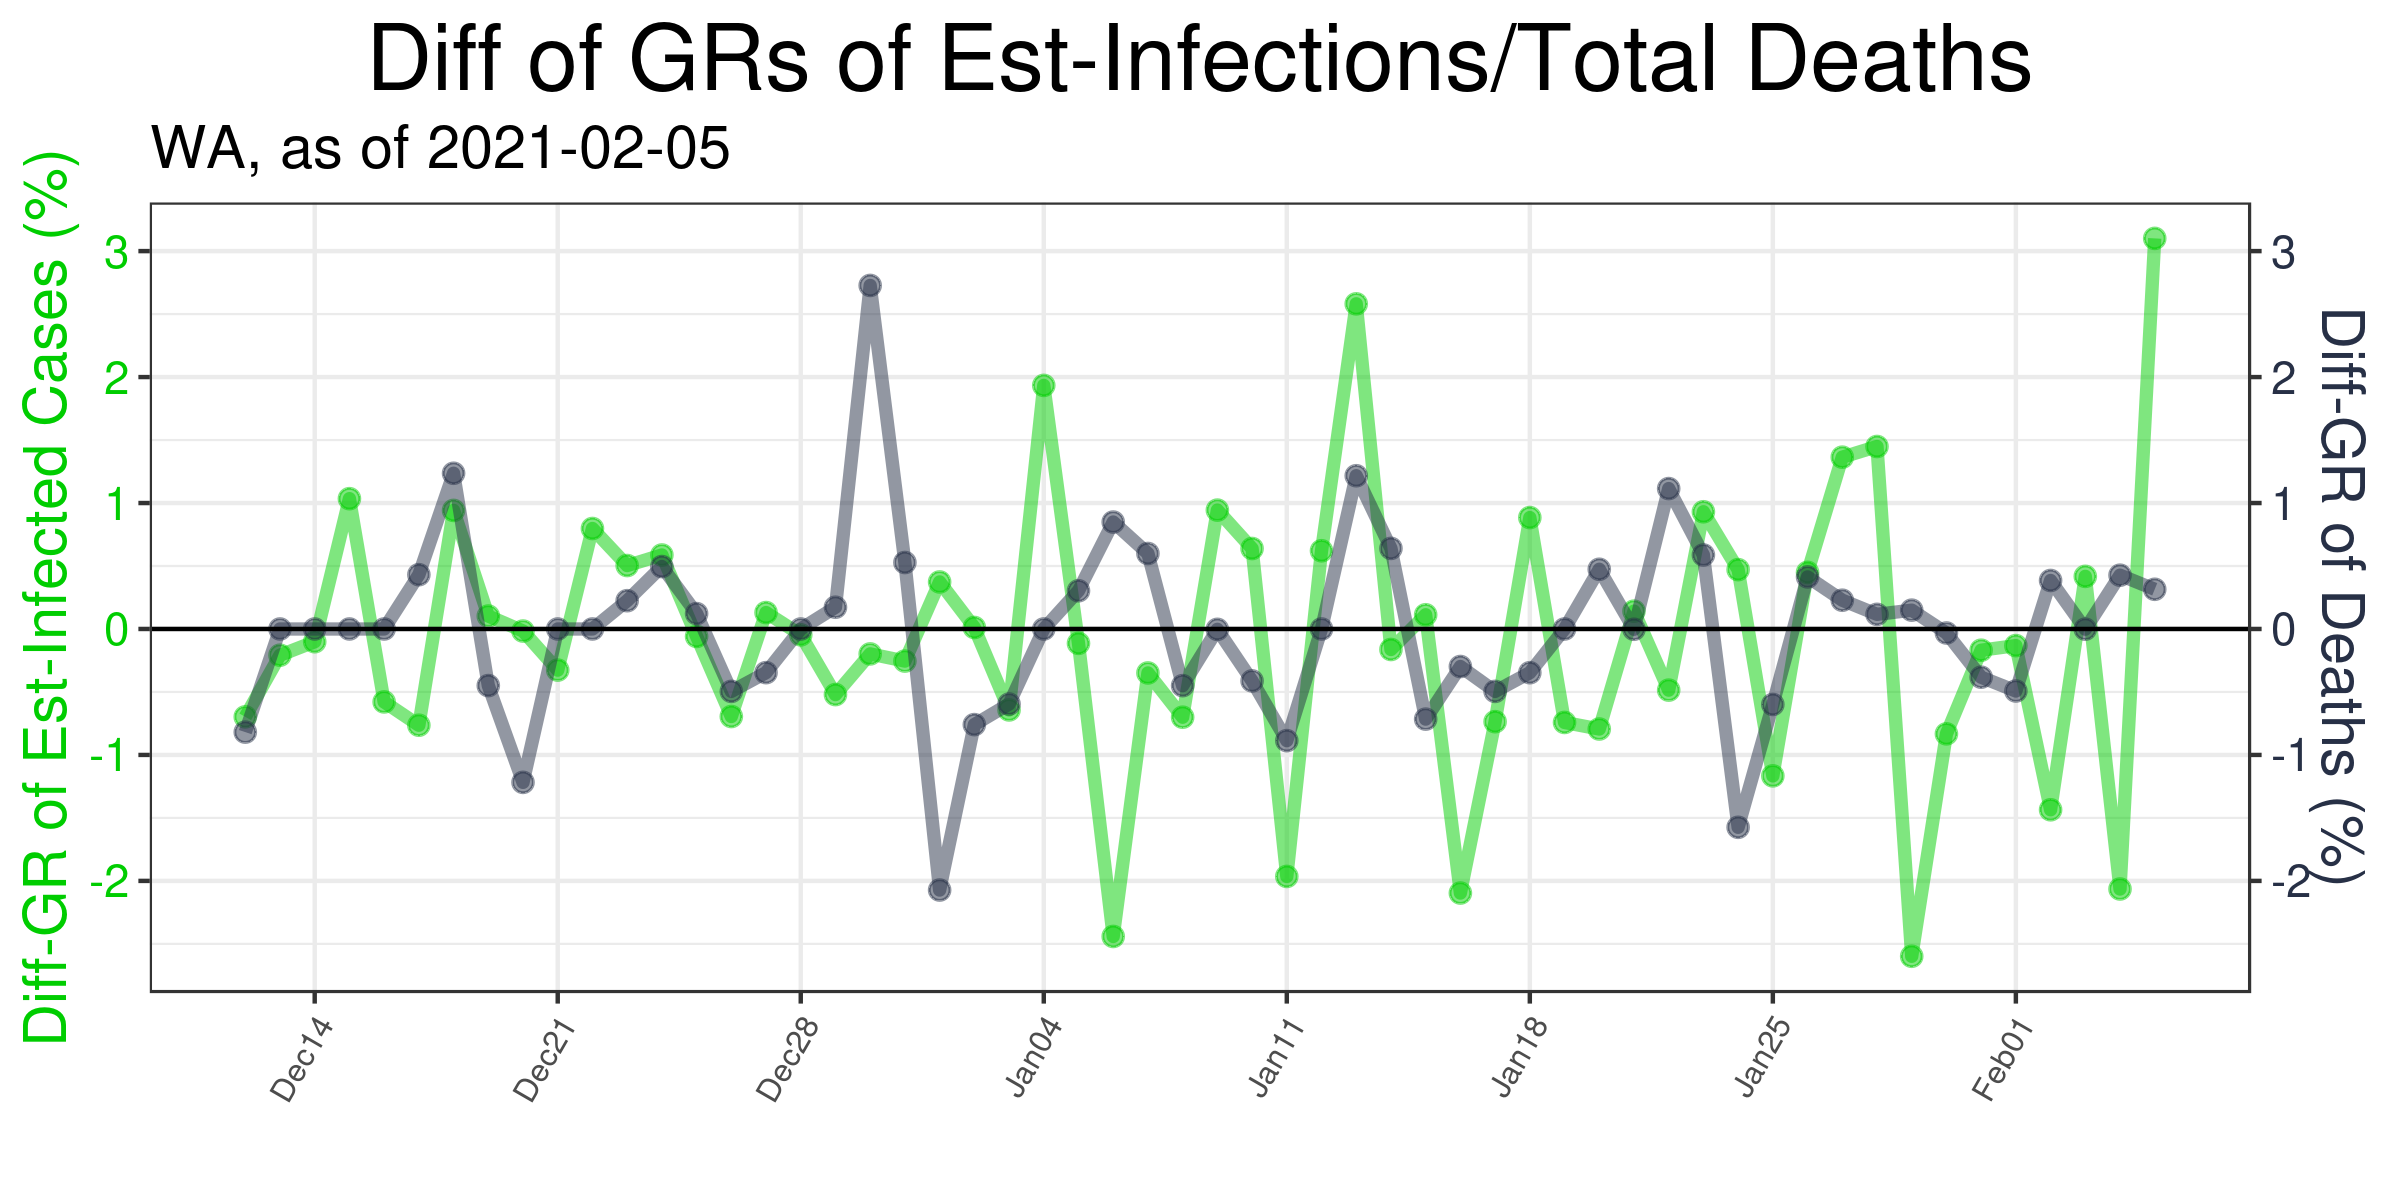 Diff of GRs of Est-Infections/Total Deaths
WA, as of 2021-02-05
Diff-GR of Est-Infected Cases (%)
3
2
1
0
-1
-2
3
2
1
0
-1
-2
Diff-GR of Deaths (%)
Dec14
Dec21
Dec28
Jan04
Jan11
Jan18
Jan25
Feb01